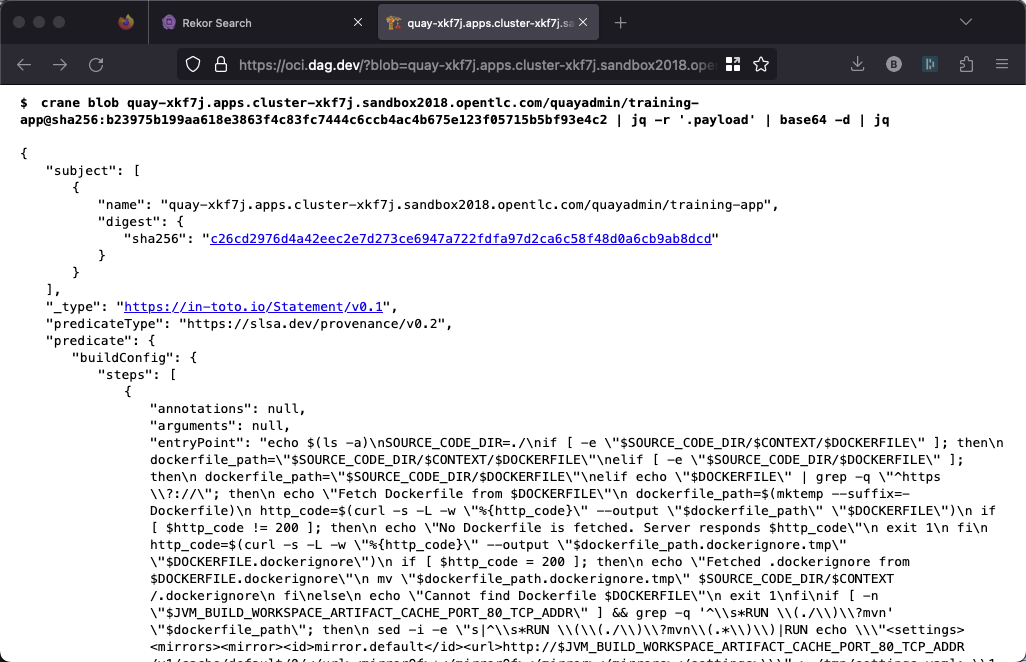 Rekor Search
quay-xkf7j.apps.cluster-xkf7j.sa
https://oci.dag.dev/?blob=quay-xkf7j.apps.cluster-xkf7j.sandbox2018.ope
B
$ crane blob quay-xkf7j.apps.cluster-xkf7j.sandbox2018.opentlc.com/quayadmin/training-
app@sha256:b23975b199aa618e3863f4c83fc7444c6ccb4ac4b675e123f05715b5bf93e4c2 | jq -r '.payload' | base64 -d | jq
{
"subject": [
{
"name": "quay-xkf7j.apps.cluster-xkf7j.sandbox2018.opentlc.com/quayadmin/training-app",
"digest": {
"sha256": "c26cd2976d4a42eec2e7d273ce6947a722fdfa97d2ca6c58f48d0a6cb9ab8dcd"
}
}
],
"_type": "https://in-toto.io/Statement/v0.1",
"predicateType": "https://slsa.dev/provenance/v0.2",
"predicate": {
"buildConfig": {
"steps": [
{
"annotations": null,
"arguments": null,
"entryPoint": "echo $(ls -a)\nSOURCE_CODE_DIR=./\nif [ -e \"$SOURCE_CODE_DIR/$CONTEXT/$DOCKERFILE\" ]; then\n
dockerfile_path=\"$SOURCE_CODE_DIR/$CONTEXT/$DOCKERFILE\"\nelif [ -e \"$SOURCE_CODE_DIR/$DOCKERFILE\" ];
then\n dockerfile_path=\"$SOURCE_CODE_DIR/$DOCKERFILE\"\nelif echo \"$DOCKERFILE\" | grep -q \"^https
\\?://\"; then\n echo \"Fetch Dockerfile from $DOCKERFILE\"\n dockerfile_path=$(mktemp --suffix=-
Dockerfile)\n http_code=$(curl -s -L -w \"%{http_code}\" --output \"$dockerfile_path\" \"$DOCKERFILE\")\n if
[ $http_code != 200 ]; then\n echo \"No Dockerfile is fetched. Server responds $http_code\"\n exit 1\n fi\n
http_code=$(curl -s -L -w \"%{http_code}\" --output \"$dockerfile_path.dockerignore.tmp\"
\"$DOCKERFILE.dockerignore\")\n if [ $http_code = 200 ]; then\n echo \"Fetched .dockerignore from
$DOCKERFILE.dockerignore\"\n mv \"$dockerfile_path.dockerignore.tmp\" $SOURCE_CODE_DIR/$CONTEXT
/.dockerignore\n fi\nelse\n echo \"Cannot find Dockerfile $DOCKERFILE\"\n exit 1\nfi\nif [ -n
\"$JVM_BUILD_WORKSPACE_ARTIFACT_CACHE_PORT_80_TCP_ADDR\" ] && grep -q '^\\s*RUN \\(./\\)\\?mvn'
\"$dockerfile_path\"; then\n sed -i -e \"s|^\\s*RUN \\(\\(./\\)\\?mvn\\(.*\\)\\)|RUN echo \\\"<settings>
<mirrors><mirror><id>mirror.default</id><url>http://$JVM_BUILD_WORKSPACE_ARTIFACT_CACHE_PORT_80_TCP_ADDR